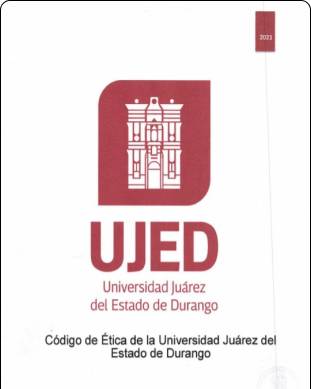 2021
UJED
Universidad Juárez
del Estado de Durango
Código de Ética de la Universidad Juárez del
Estado de Durango